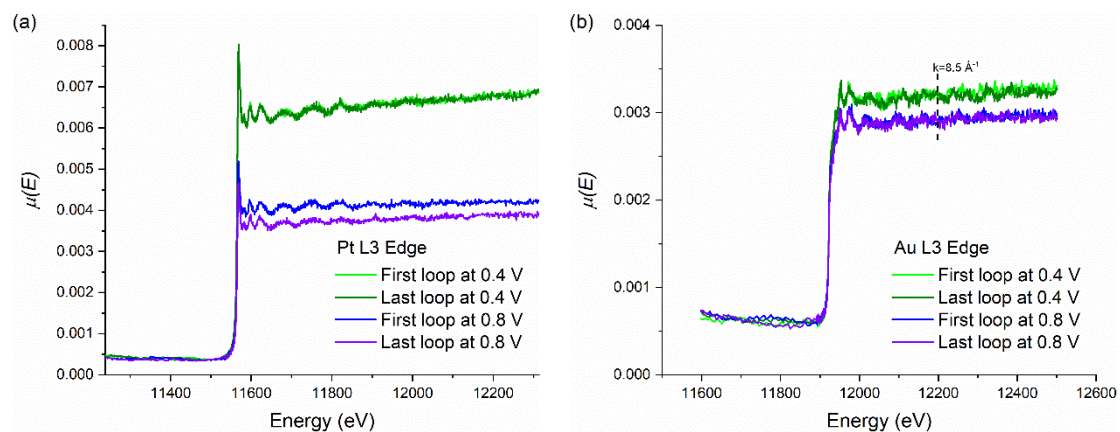 (a)
0.008
0.007
0.006
0.005
0.004
0.003
0.002
0.001
0.000
μ(E)
11400 11600 11800 12000 12200
Energy (eV)
Pt L3 Edge
First loop at 0.4 V
Last loop at 0.4 V
First loop at 0.8 V
Last loop at 0.8 V
(b)
0.004
0.003
0.002
0.001
0.000
μ(E)
11600 11800 12000 12200 12400 12600
Energy (eV)
k=8.5 Å⁻¹
Au L3 Edge
First loop at 0.4 V
Last loop at 0.4 V
First loop at 0.8 V
Last loop at 0.8 V